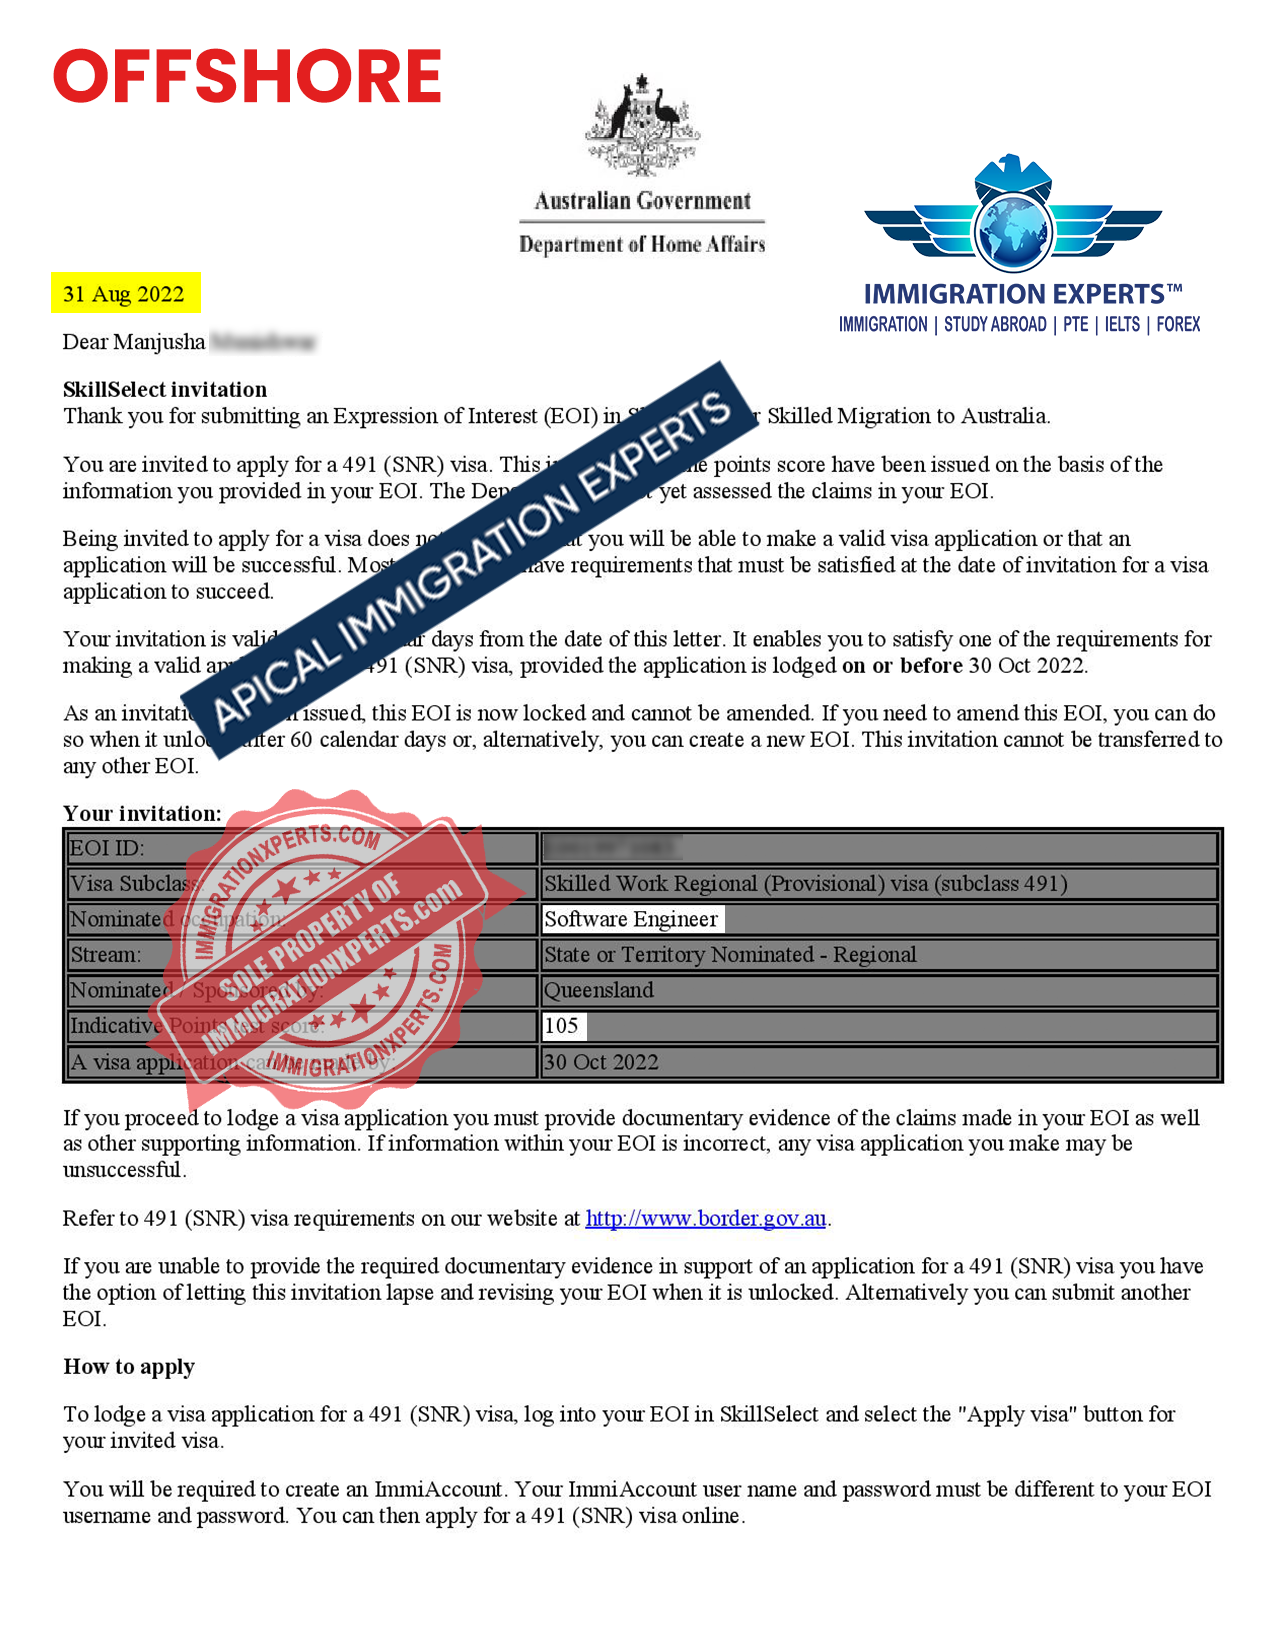 OFFSHORE
Australian Government
Department of Home Affairs
IMMIGRATION EXPERTS™
IMMIGRATION | STUDY ABROAD | PTE | IELTS | FOREX
31 Aug 2022
Dear Manjusha
SkillSelect invitation
Thank you for submitting an Expression of Interest (EOI) in Skilled Migration to Australia.
You are invited to apply for a 491 (SNR) visa. This points score have been issued on the basis of the
information you provided in your EOI. The yet assessed the claims in your EOI.
Being invited to apply for a visa does you will be able to make a valid visa application or that an
application will be successful. Most have requirements that must be satisfied at the date of invitation for a visa
application to succeed.
Your invitation is valid days from the date of this letter. It enables you to satisfy one of the requirements for
making a valid 491 (SNR) visa, provided the application is lodged on or before 30 Oct 2022.
As an issued, this EOI is now locked and cannot be amended. If you need to amend this EOI, you can do
so when it after 60 calendar days or, alternatively, you can create a new EOI. This invitation cannot be transferred to
any other EOI.
APICAL IMMIGRATION EXPERTS
Your invitation:
EOI ID:
Visa Subclass: Skilled Work Regional (Provisional) visa (subclass 491)
Nominated occupation: Software Engineer
Stream: State or Territory Nominated - Regional
Nominated / Sponsored by: Queensland
Indicative Points test score: 105
A visa application can be made by: 30 Oct 2022
IMMIGRATIONXPERTS.COM
SOLE PROPERTY OF
IMMIGRATIONXPERTS.com
IMMIGRATIONXPERTS.COM
If you proceed to lodge a visa application you must provide documentary evidence of the claims made in your EOI as well
as other supporting information. If information within your EOI is incorrect, any visa application you make may be
unsuccessful.
Refer to 491 (SNR) visa requirements on our website at http://www.border.gov.au.
If you are unable to provide the required documentary evidence in support of an application for a 491 (SNR) visa you have
the option of letting this invitation lapse and revising your EOI when it is unlocked. Alternatively you can submit another
EOI.
How to apply
To lodge a visa application for a 491 (SNR) visa, log into your EOI in SkillSelect and select the "Apply visa" button for
your invited visa.
You will be required to create an ImmiAccount. Your ImmiAccount user name and password must be different to your EOI
username and password. You can then apply for a 491 (SNR) visa online.